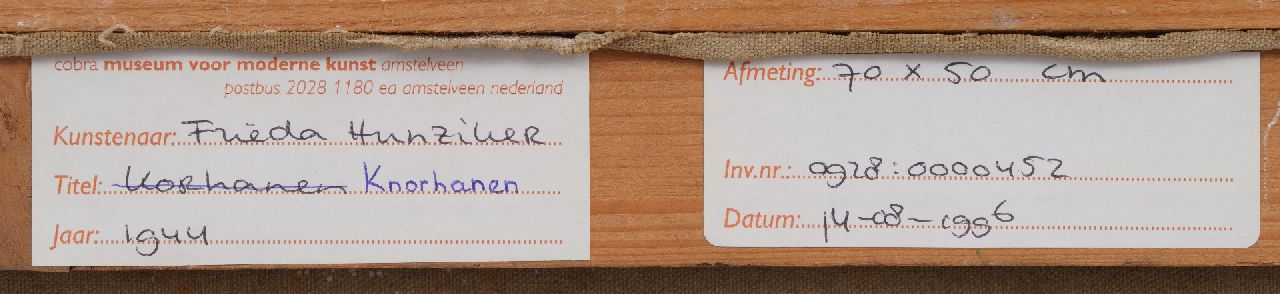 cobra museum voor moderne kunst amstelveen
postbus 2028 1180 ea amstelveen nederland
Kunstenaar: Frieda Hunziker
Titel: Korhanen Knorhanen
Jaar: 1944
Afmeting: 70 x 50 cm
Inv.nr.: 0928:0000452
Datum: 14-08-1996